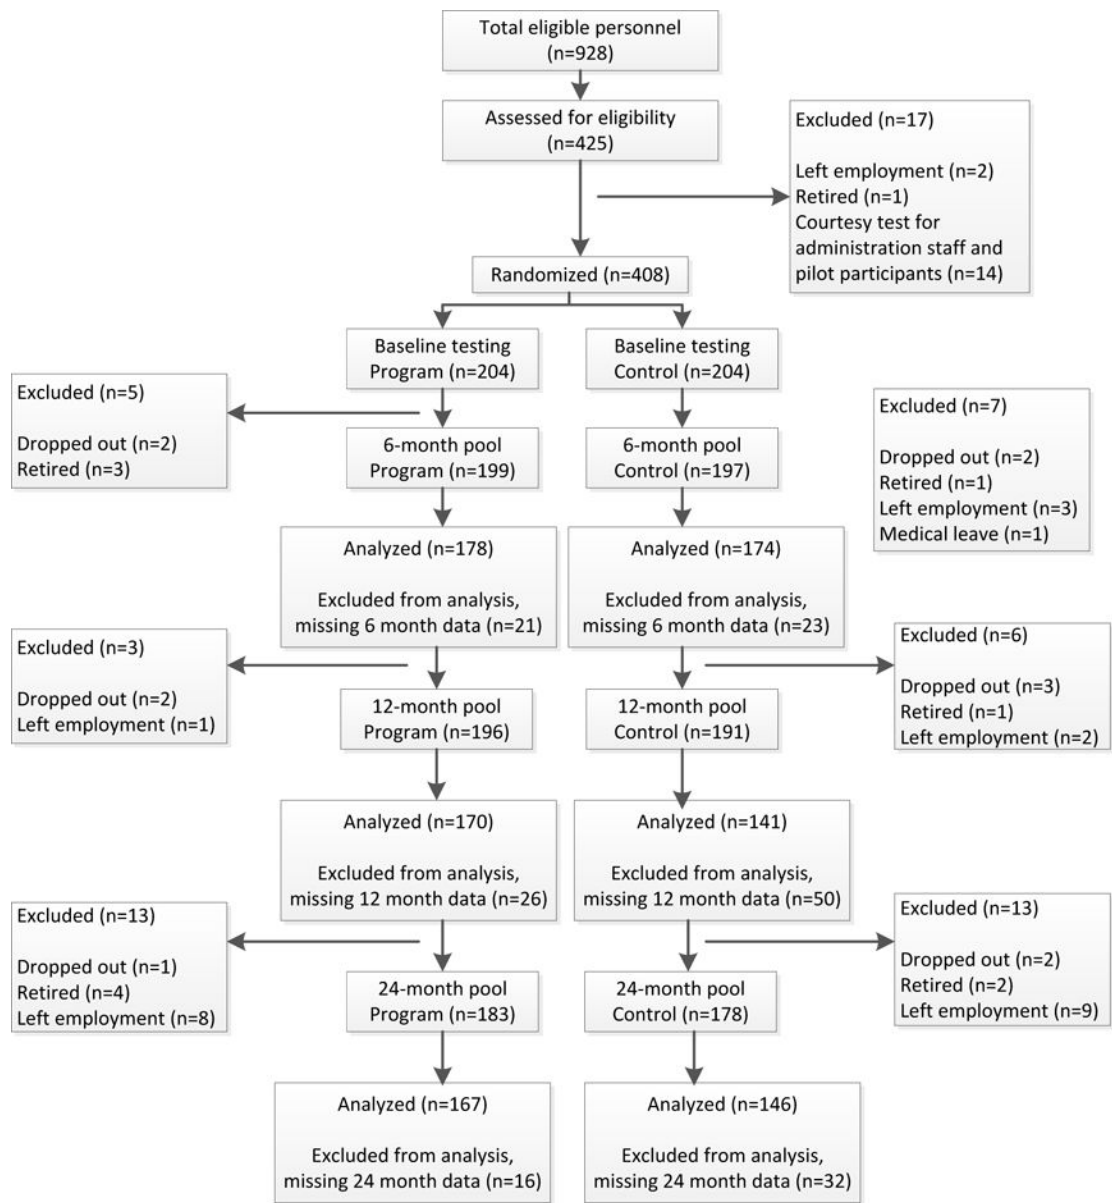 Total eligible personnel
(n=928)
Assessed for eligibility
(n=425)
Excluded (n=17)
Left employment (n=2)
Retired (n=1)
Courtesy test for
administration staff and
pilot participants (n=14)
Randomized (n=408)
Baseline testing
Program (n=204)
Baseline testing
Control (n=204)
Excluded (n=5)
Dropped out (n=2)
Retired (n=3)
Excluded (n=7)
Dropped out (n=2)
Retired (n=1)
Left employment (n=3)
Medical leave (n=1)
6-month pool
Program (n=199)
6-month pool
Control (n=197)
Analyzed (n=178)
Excluded from analysis,
missing 6 month data (n=21)
Analyzed (n=174)
Excluded from analysis,
missing 6 month data (n=23)
Excluded (n=3)
Dropped out (n=2)
Left employment (n=1)
Excluded (n=6)
Dropped out (n=3)
Retired (n=1)
Left employment (n=2)
12-month pool
Program (n=196)
12-month pool
Control (n=191)
Analyzed (n=170)
Excluded from analysis,
missing 12 month data (n=26)
Analyzed (n=141)
Excluded from analysis,
missing 12 month data (n=50)
Excluded (n=13)
Dropped out (n=1)
Retired (n=4)
Left employment (n=8)
Excluded (n=13)
Dropped out (n=2)
Retired (n=2)
Left employment (n=9)
24-month pool
Program (n=183)
24-month pool
Control (n=178)
Analyzed (n=167)
Excluded from analysis,
missing 24 month data (n=16)
Analyzed (n=146)
Excluded from analysis,
missing 24 month data (n=32)